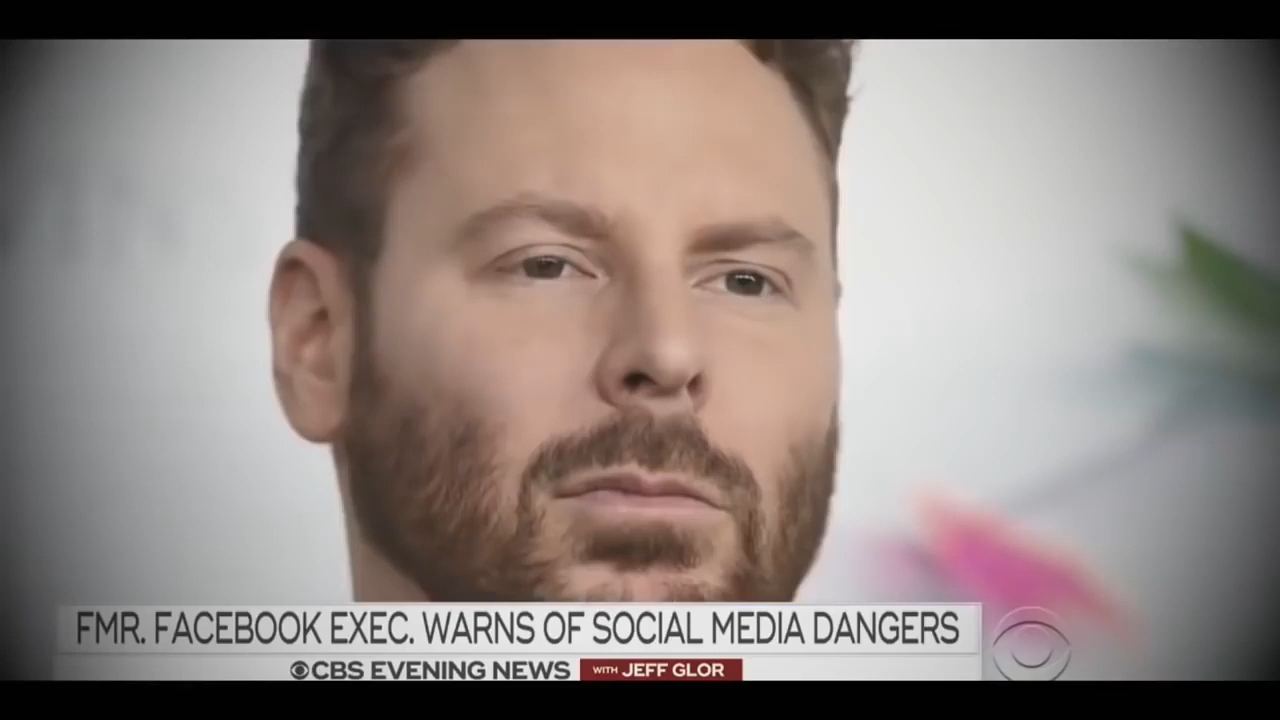 FMR. FACEBOOK EXEC. WARNS OF SOCIAL MEDIA DANGERS
CBS EVENING NEWS WITH JEFF GLOR